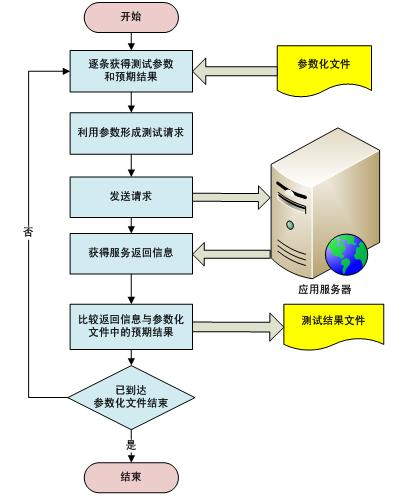 开始
逐条获得测试参数
和预期结果
参数化文件
利用参数形成测试请求
发送请求
否
获得服务返回信息
应用服务器
比较返回信息与参数化
文件中的预期结果
测试结果文件
已到达
参数化文件结束
是
结束